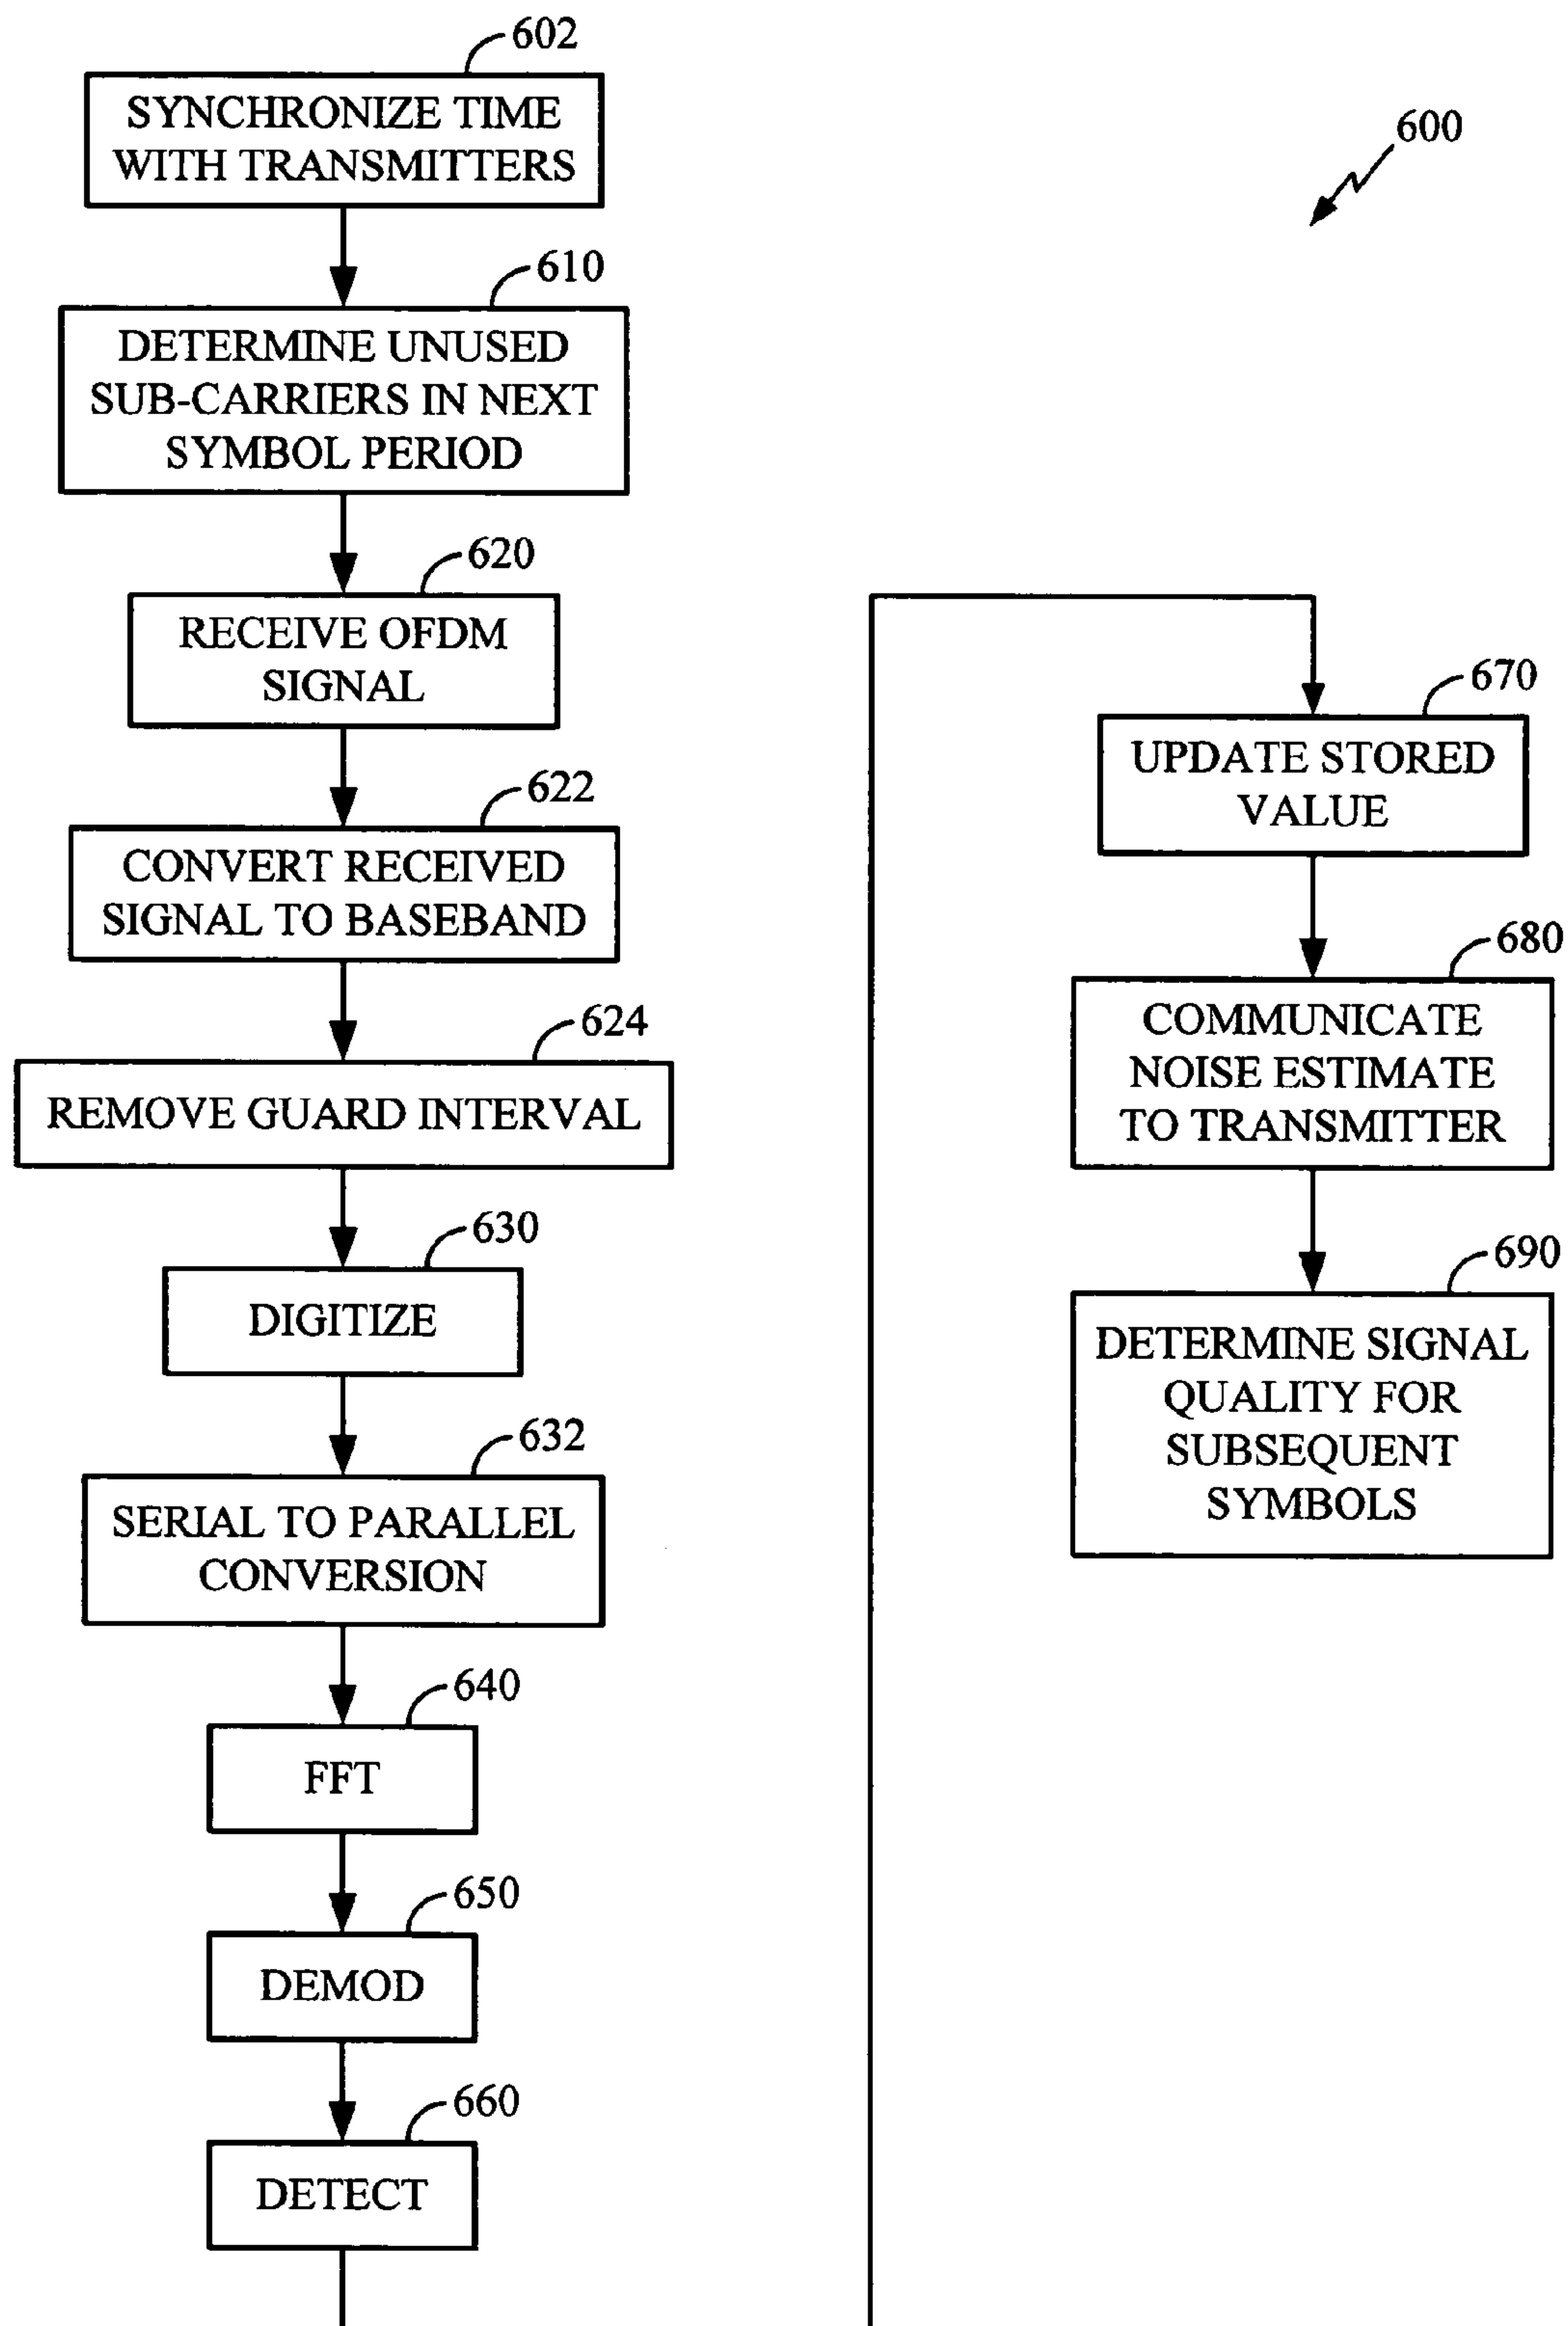 602
SYNCHRONIZE TIME
WITH TRANSMITTERS
600
610
DETERMINE UNUSED
SUB-CARRIERS IN NEXT
SYMBOL PERIOD
620
RECEIVE OFDM
SIGNAL
622
CONVERT RECEIVED
SIGNAL TO BASEBAND
624
REMOVE GUARD INTERVAL
630
DIGITIZE
632
SERIAL TO PARALLEL
CONVERSION
640
FFT
650
DEMOD
660
DETECT
670
UPDATE STORED
VALUE
680
COMMUNICATE
NOISE ESTIMATE
TO TRANSMITTER
690
DETERMINE SIGNAL
QUALITY FOR
SUBSEQUENT
SYMBOLS